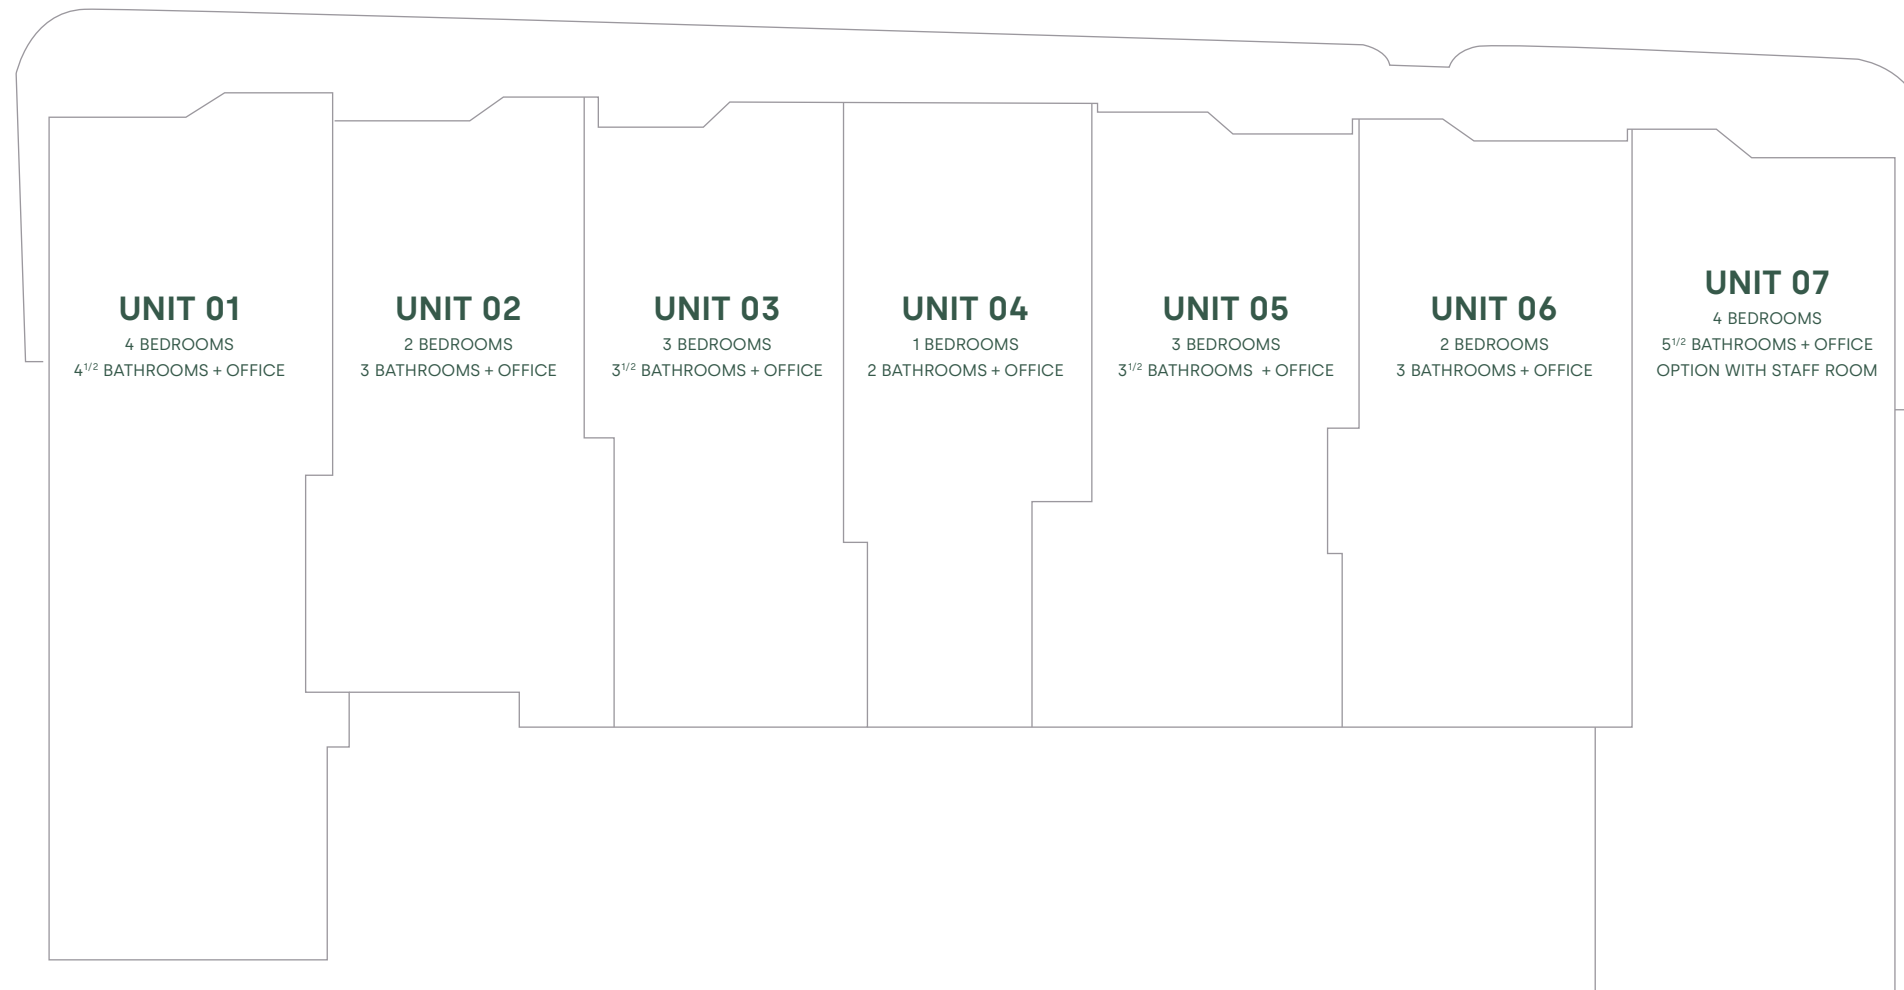 UNIT 01
4 BEDROOMS
4 1/2 BATHROOMS + OFFICE
UNIT 02
2 BEDROOMS
3 BATHROOMS + OFFICE
UNIT 03
3 BEDROOMS
3 1/2 BATHROOMS + OFFICE
UNIT 04
1 BEDROOMS
2 BATHROOMS + OFFICE
UNIT 05
3 BEDROOMS
3 1/2 BATHROOMS + OFFICE
UNIT 06
2 BEDROOMS
3 BATHROOMS + OFFICE
UNIT 07
4 BEDROOMS
5 1/2 BATHROOMS + OFFICE
OPTION WITH STAFF ROOM